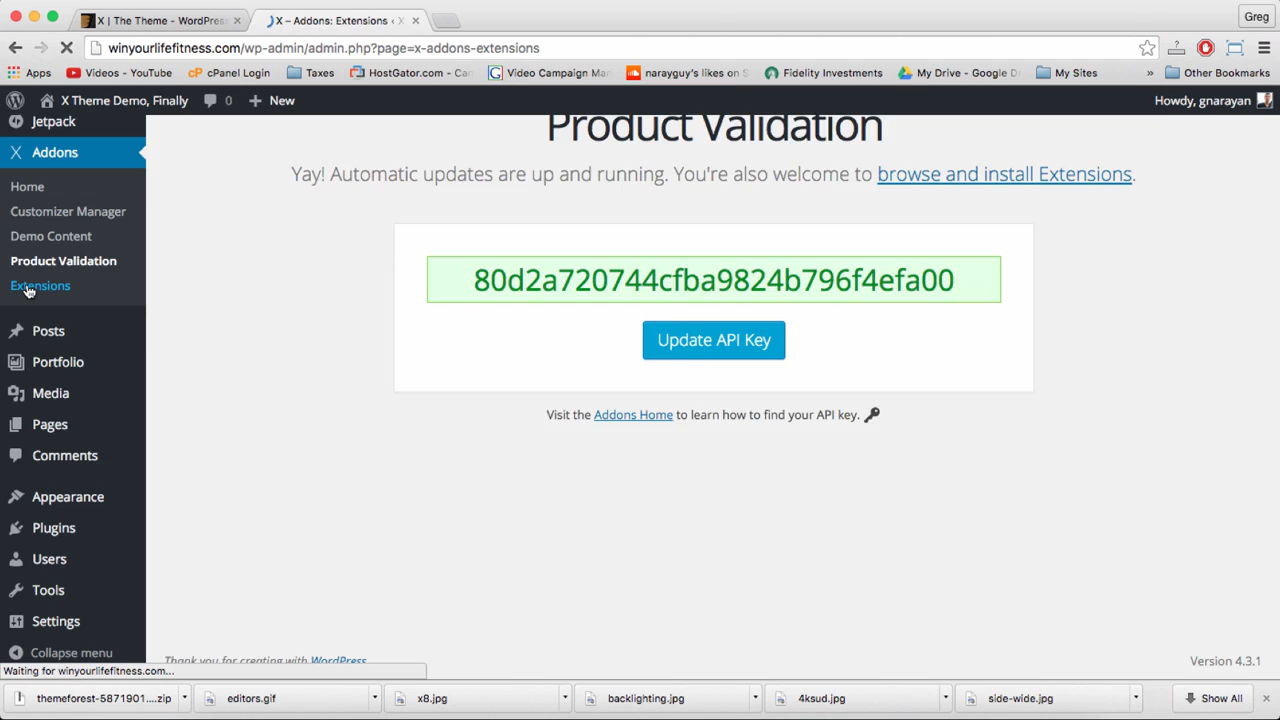 X | The Theme - WordPres
X – Addons: Extensions ‹ X
Greg
winyourlifefitness.com/wp-admin/admin.php?page=x-addons-extensions
Apps
Videos - YouTube
cPanel Login
Taxes
HostGator.com - Can
Video Campaign Man
narayguy's likes on S
Fidelity Investments
My Drive - Google D
My Sites
»
Other Bookmarks
X Theme Demo, Finally
0
New
Howdy, gnarayan
Jetpack
Addons
Home
Customizer Manager
Demo Content
Product Validation
Extensions
Posts
Portfolio
Media
Pages
Comments
Appearance
Plugins
Users
Tools
Settings
Collapse menu
Product Validation
Yay! Automatic updates are up and running. You're also welcome to browse and install Extensions.
80d2a720744cfba9824b796f4efa00
Update API Key
Visit the Addons Home to learn how to find your API key.
Thank you for creating with WordPress
Version 4.3.1
Waiting for winyourlifefitness.com...
themeforest-5871901....zip
editors.gif
x8.jpg
backlighting.jpg
4ksud.jpg
side-wide.jpg
Show All